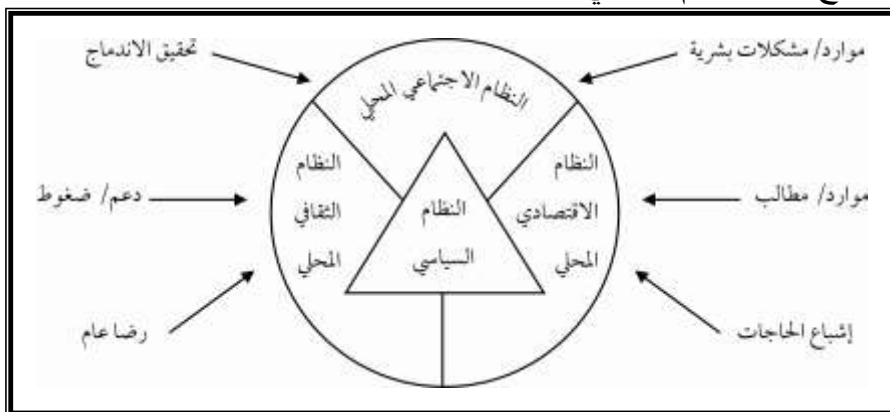 موارد/ مشكلات بشرية
تحقيق الاندماج
النظام الاجتماعي المحلي
النظام
الاقتصادي
المحلي
النظام
السياسي
النظام
الثقافي
المحلي
موارد/ مطالب
دعم/ ضغوط
إشباع الحاجات
رضا عام